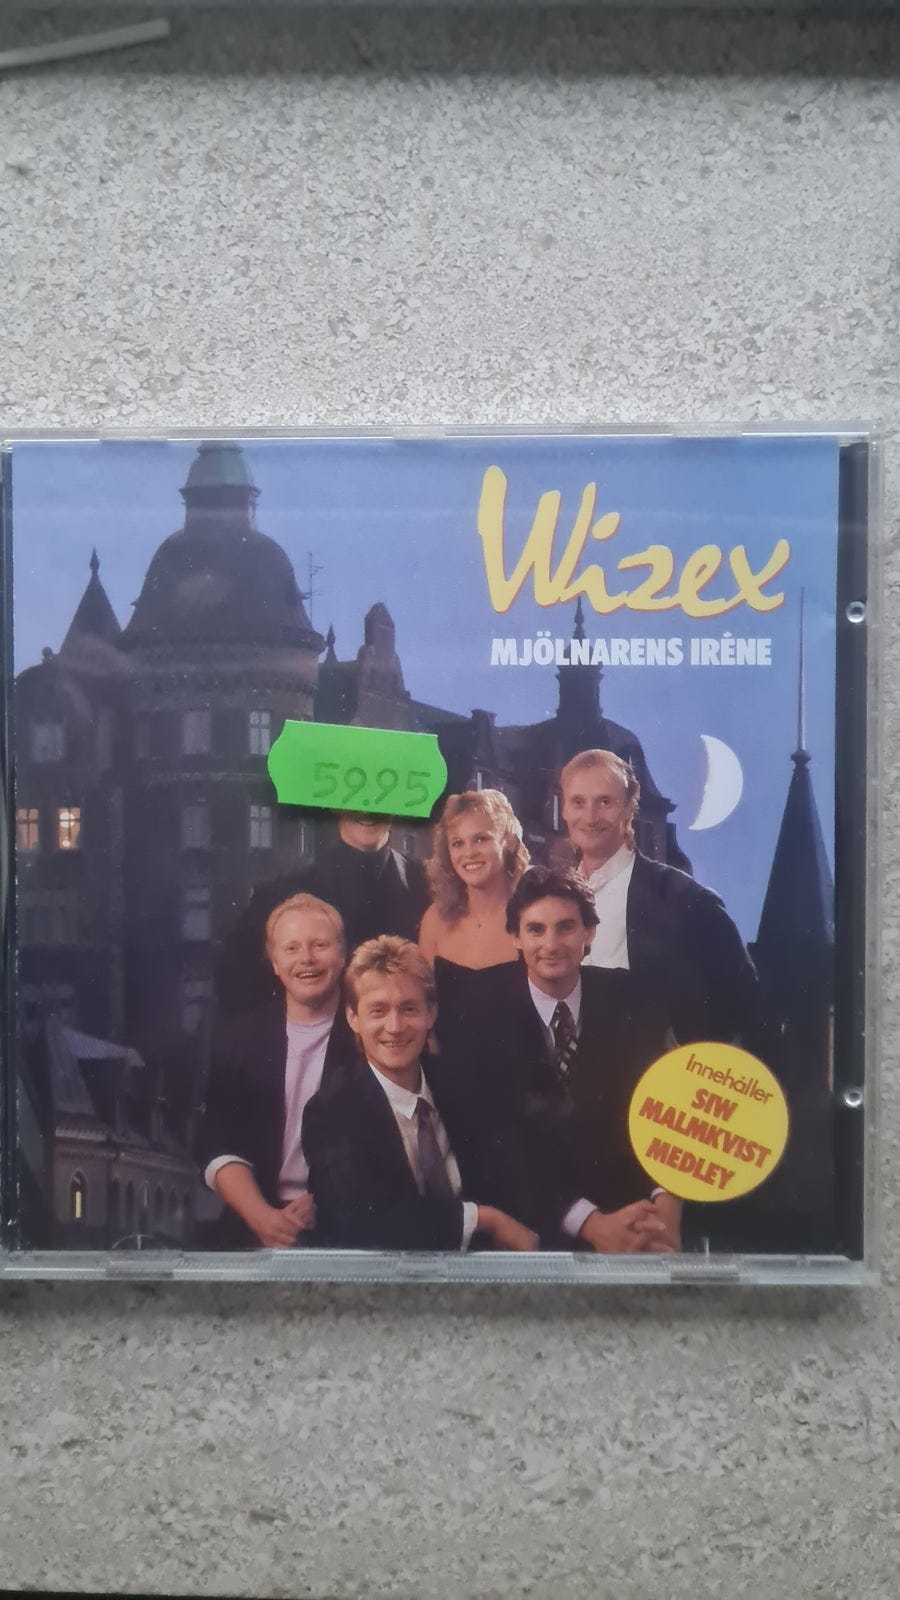 Wizex
MJÖLNARENS IRÉNE
59.95
Innehåller
SIW
MALMKVIST
MEDLEY